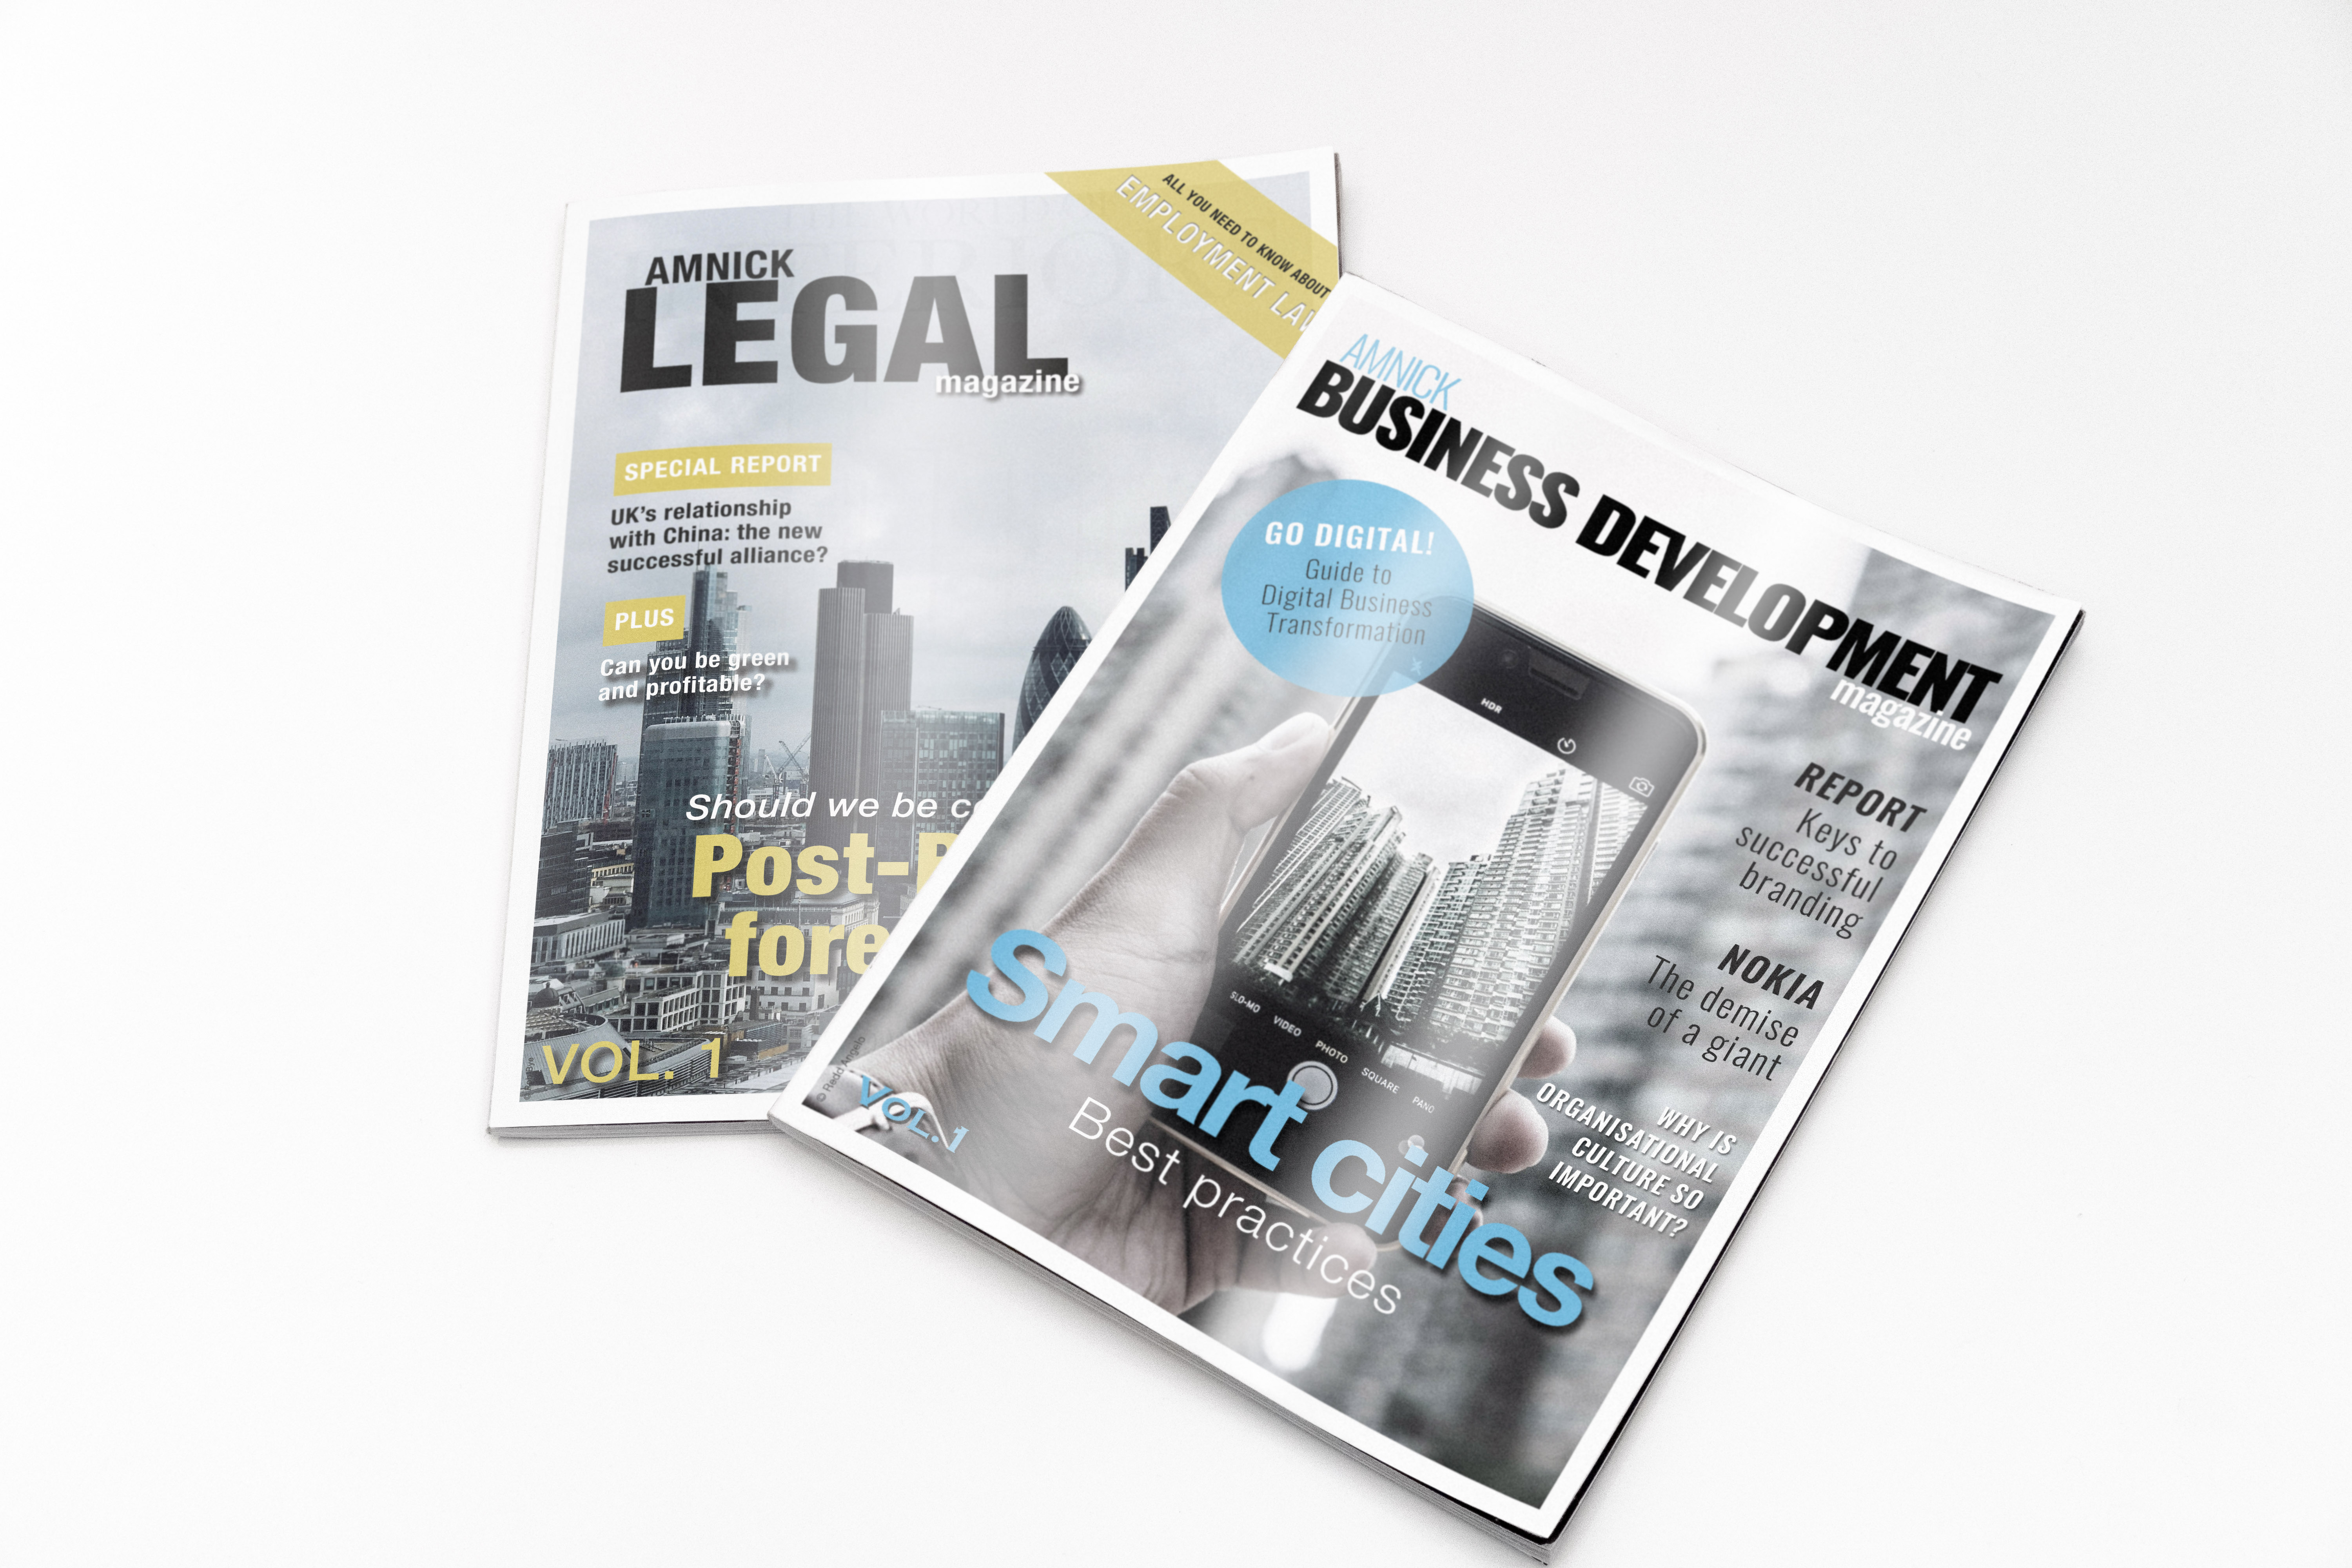 AMNICK
LEGAL
magazine
ALL YOU NEED TO KNOW ABOUT
EMPLOYMENT LAW
SPECIAL REPORT
UK's relationship
with China: the new
successful alliance?
PLUS
Can you be green
and profitable?
Should we be
Post-
fore
VOL. 1
AMNICK
BUSINESS DEVELOPMENT
magazine
GO DIGITAL!
Guide to
Digital Business
Transformation
HDR
REPORT
Keys to
successful
branding
NOKIA
The demise
of a giant
WHY IS
ORGANISATIONAL
CULTURE SO
IMPORTANT?
SLO-MO VIDEO PHOTO SQUARE PANO
Smart cities
Best practices
VOL. 1
© Redd Angelo